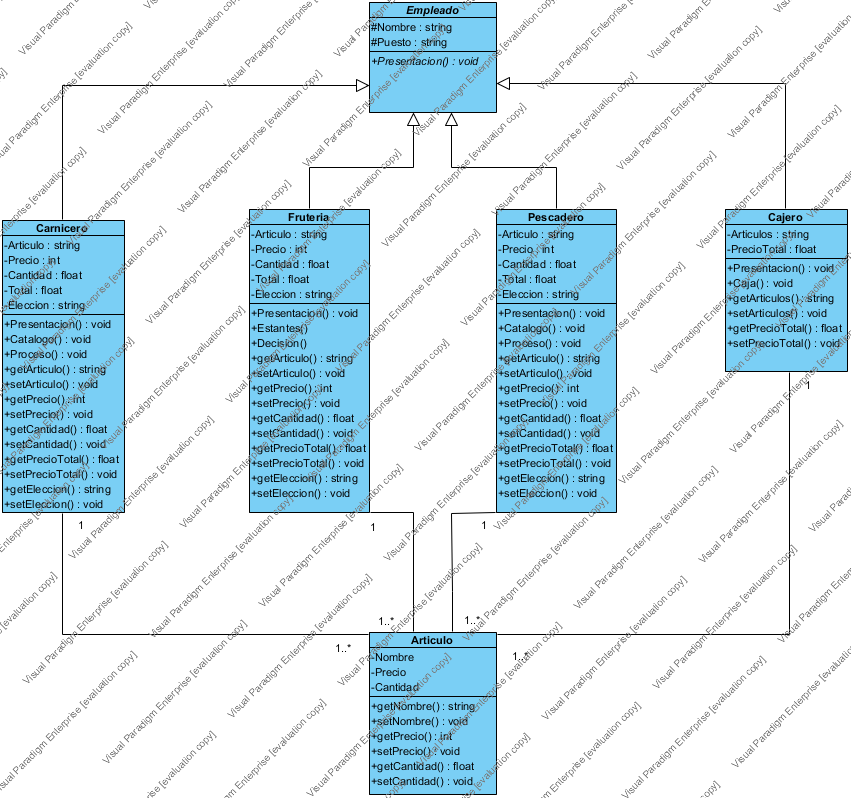 Empleado
#Nombre : string
#Puesto : string
+Presentacion() : void
Carnicero
-Articulo : string
-Precio : int
-Cantidad : float
-Total : float
-Eleccion : string
+Presentacion() : void
+Catalogo() : void
+Proceso() : void
+getArticulo() : string
+setArticulo() : void
+getPrecio() : int
+setPrecio() : void
+getCantidad() : float
+setCantidad() : void
+getPrecioTotal() : float
+setPrecioTotal() : void
+getEleccion() : string
+setEleccion() : void
Fruteria
-Articulo : string
-Precio : int
-Cantidad : float
-Total : float
-Eleccion : string
+Presentacion() : void
+Estantes()
+Decision()
+getArticulo() : string
+setArticulo() : void
+getPrecio() : int
+setPrecio() : void
+getCantidad() : float
+setCantidad() : void
+getPrecioTotal() : float
+setPrecioTotal() : void
+getEleccion() : string
+setEleccion() : void
Pescadero
-Articulo : string
-Precio : int
-Cantidad : float
-Total : float
-Eleccion : string
+Presentacion() : void
+Catalogo() : void
+Proceso() : void
+getArticulo() : string
+setArticulo() : void
+getPrecio() : int
+setPrecio() : void
+getCantidad() : float
+setCantidad() : void
+getPrecioTotal() : float
+setPrecioTotal() : void
+getEleccion() : string
+setEleccion() : void
Cajero
-Articulos : string
-PrecioTotal : float
+Presentacion() : void
+Caja() : void
+getArticulos() : string
+setArticulos() : void
+getPrecioTotal() : float
+setPrecioTotal() : void
1
1
1
1
1..*
1..*
1..*
1..*
Articulo
-Nombre
-Precio
-Cantidad
+getNombre() : string
+setNombre() : void
+getPrecio() : int
+setPrecio() : void
+getCantidad() : float
+setCantidad() : void
Visual Paradigm Enterprise [evaluation copy]